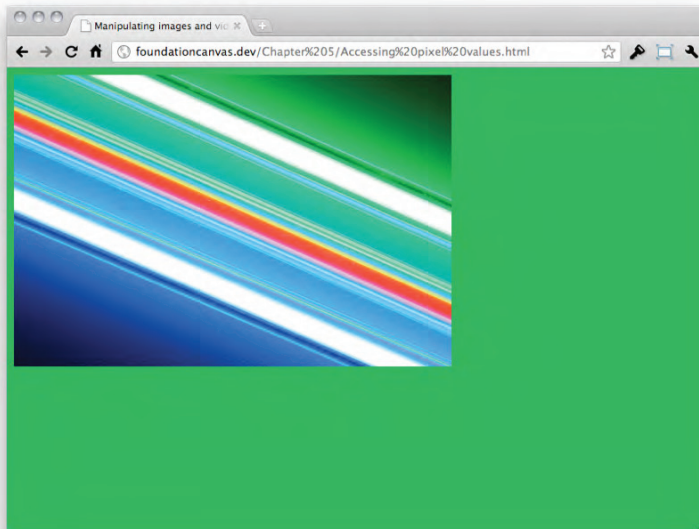 Manipulating images and vid
foundationcanvas.dev/Chapter%205/Accessing%20pixel%20values.html